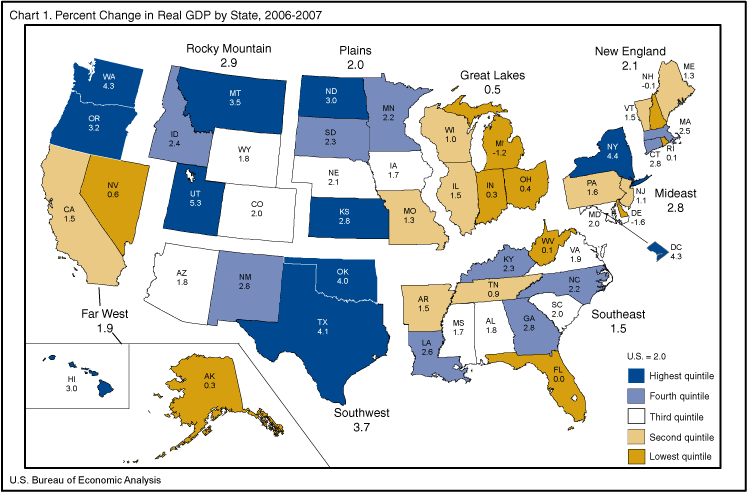 Chart 1. Percent Change in Real GDP by State, 2006-2007
Rocky Mountain
2.9
Plains
2.0
Great Lakes
0.5
New England
2.1
WA
4.3
OR
3.2
CA
1.5
NV
0.6
ID
2.4
MT
3.5
WY
1.8
UT
5.3
CO
2.0
AZ
1.8
NM
2.8
ND
3.0
SD
2.3
NE
2.1
KS
2.8
OK
4.0
TX
4.1
MN
2.2
IA
1.7
MO
1.3
AR
1.5
LA
2.6
WI
1.0
IL
1.5
MI
-1.2
IN
0.3
OH
0.4
KY
2.3
TN
0.9
MS
1.7
AL
1.8
GA
2.8
FL
0.0
SC
2.0
NC
2.2
VA
1.9
WV
0.1
ME
1.3
NH
-0.1
VT
1.5
MA
2.5
RI
0.1
CT
2.8
NY
4.4
PA
1.6
NJ
1.1
DE
-1.6
MD
2.0
DC
4.3
Mideast
2.8
Southeast
1.5
Southwest
3.7
Far West
1.9
HI
3.0
AK
0.3
U.S. = 2.0
Highest quintile
Fourth quintile
Third quintile
Second quintile
Lowest quintile
U.S. Bureau of Economic Analysis